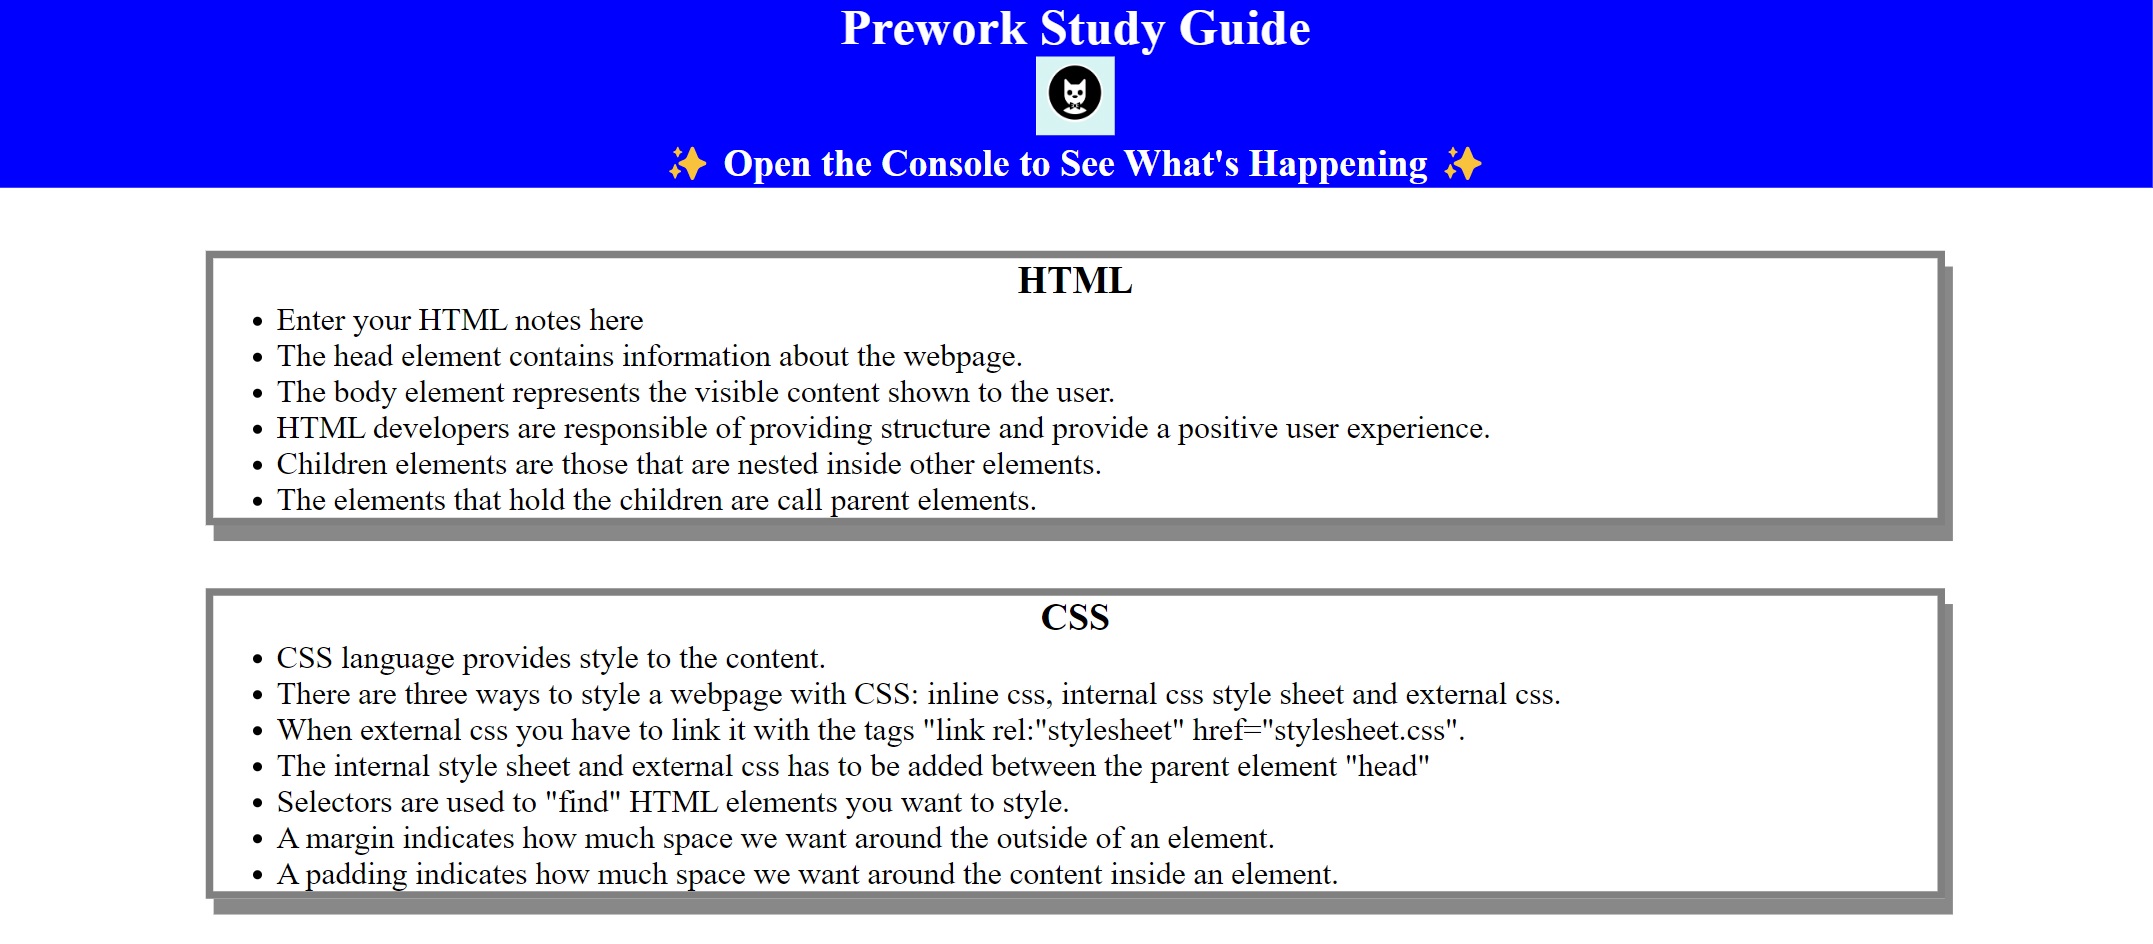 Prework Study Guide
✨ Open the Console to See What's Happening ✨
HTML
• Enter your HTML notes here
• The head element contains information about the webpage.
• The body element represents the visible content shown to the user.
• HTML developers are responsible of providing structure and provide a positive user experience.
• Children elements are those that are nested inside other elements.
• The elements that hold the children are call parent elements.
CSS
• CSS language provides style to the content.
• There are three ways to style a webpage with CSS: inline css, internal css style sheet and external css.
• When external css you have to link it with the tags "link rel:"stylesheet" href="stylesheet.css".
• The internal style sheet and external css has to be added between the parent element "head"
• Selectors are used to "find" HTML elements you want to style.
• A margin indicates how much space we want around the outside of an element.
• A padding indicates how much space we want around the content inside an element.